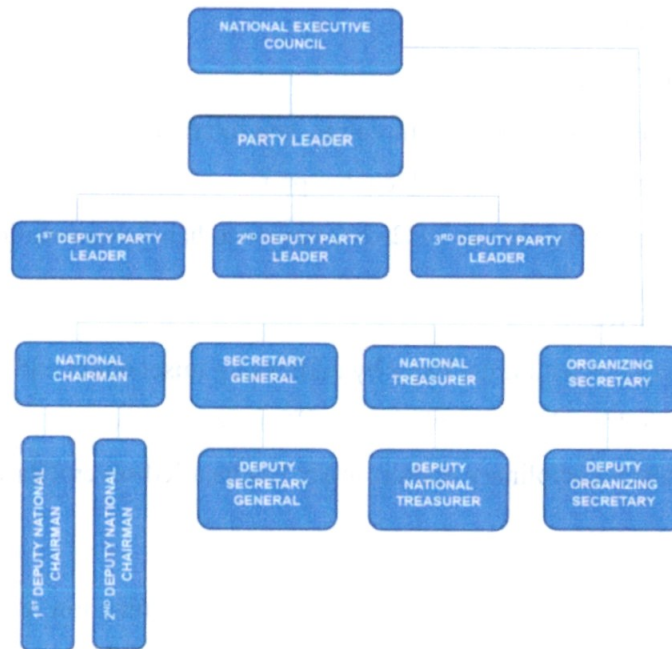 NATIONAL EXECUTIVE
COUNCIL
PARTY LEADER
1ST DEPUTY PARTY
LEADER
2ND DEPUTY PARTY
LEADER
3RD DEPUTY PARTY
LEADER
NATIONAL
CHAIRMAN
SECRETARY
GENERAL
NATIONAL
TREASURER
ORGANIZING
SECRETARY
1ST DEPUTY NATIONAL
CHAIRMAN
2ND DEPUTY NATIONAL
CHAIRMAN
DEPUTY
SECRETARY
GENERAL
DEPUTY
NATIONAL
TREASURER
DEPUTY
ORGANIZING
SECRETARY